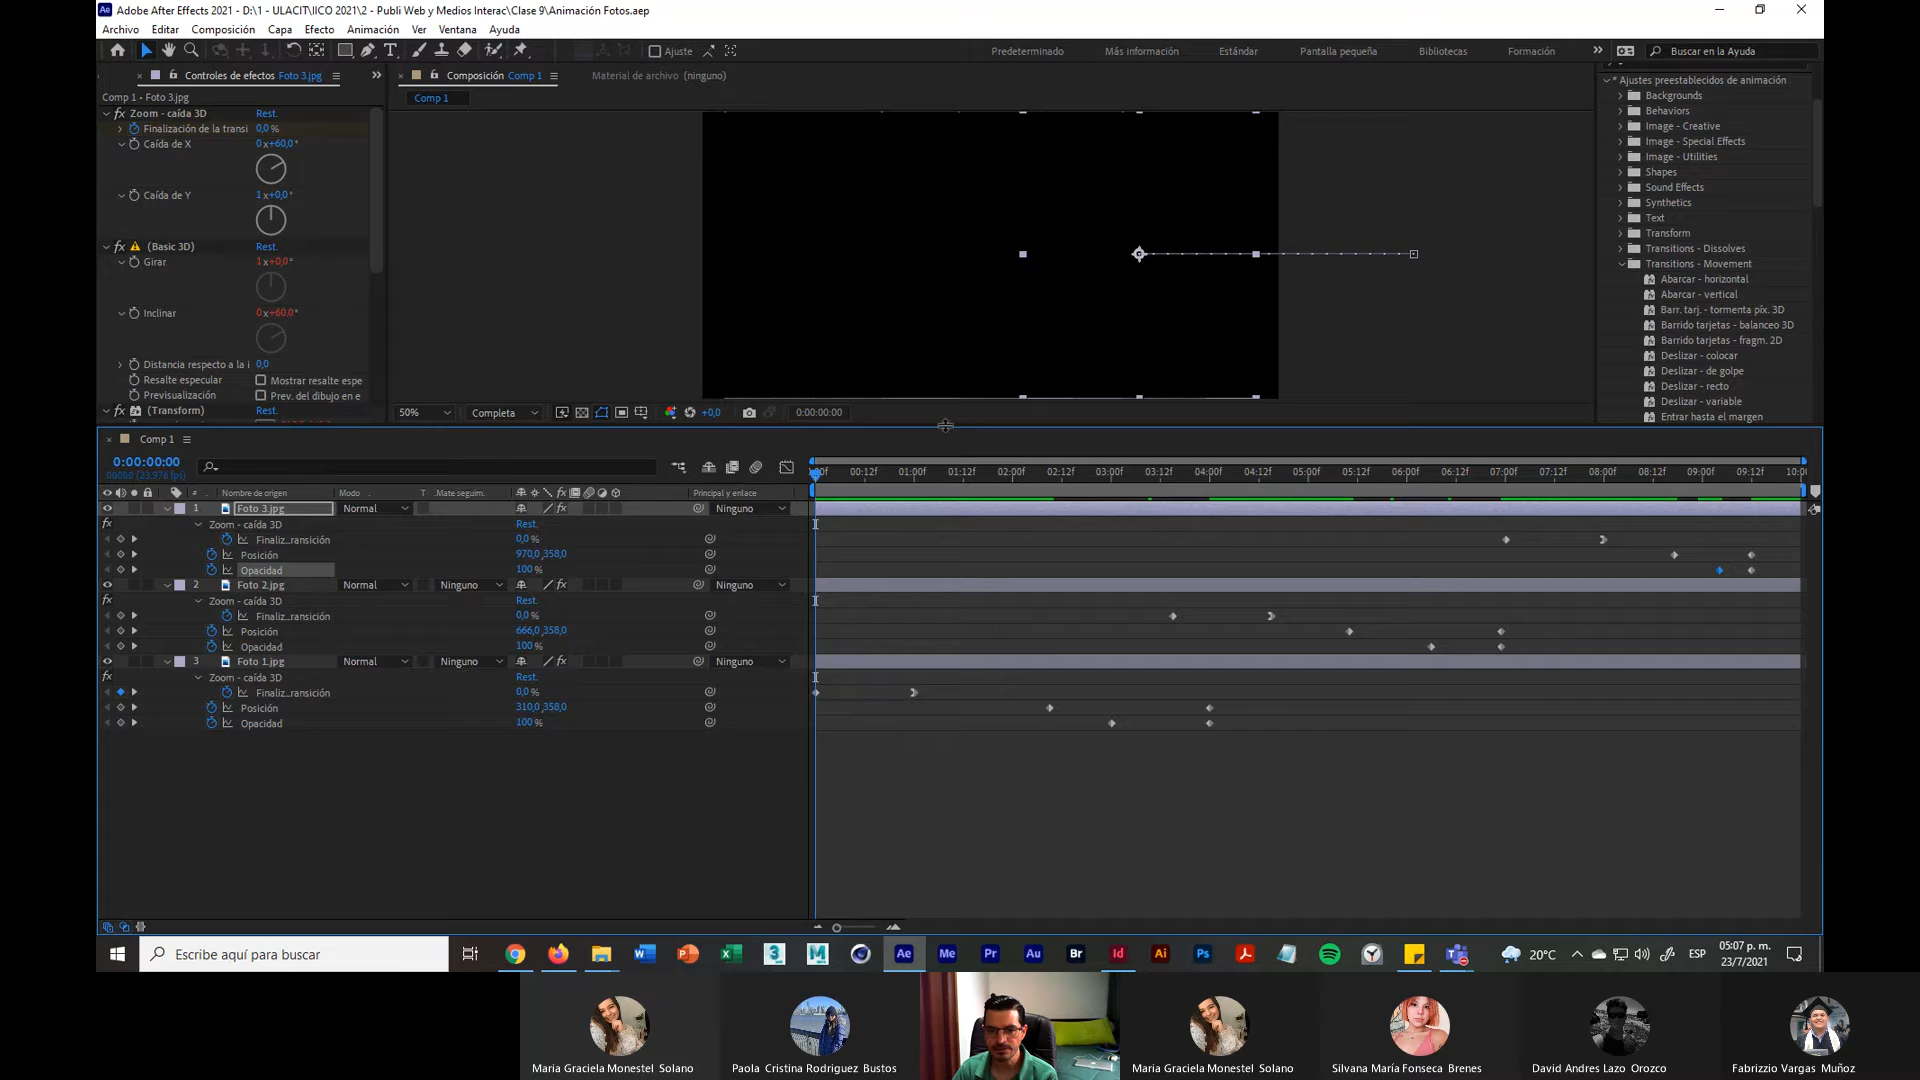 Adobe After Effects 2021 - D:\1 - ULACIT\IICO 2021\2 - Publi Web y Medios Interac\Clase 9\Animación Fotos.aep
Archivo Editar Composición Capa Efecto Animación Ver Ventana Ayuda
Ajuste Predeterminado Más información Estándar Pantalla pequeña Bibliotecas Formación Buscar en la Ayuda
Controles de efectos Foto 3.jpg
Composición Comp 1
Material de archivo (ninguno)
Comp 1 • Foto 3.jpg
Comp 1
Zoom - caída 3D Rest.
Finalización de la transi 0,0 %
Caída de X 0x+60,0°
Caída de Y 1x+0,0°
(Basic 3D) Rest.
Girar 1x+0,0°
Inclinar 0x+60,0°
Distancia respecto a la i 0,0
Resalte especular Mostrar resalte espe
Previsualización Prev. del dibujo en e
(Transform) Rest.
50% Completa +0,0 0:00:00:00
* Ajustes preestablecidos de animación
Backgrounds
Behaviors
Image - Creative
Image - Special Effects
Image - Utilities
Shapes
Sound Effects
Synthetics
Text
Transform
Transitions - Dissolves
Transitions - Movement
Abarcar - horizontal
Abarcar - vertical
Barr. tarj. - tormenta píx. 3D
Barrido tarjetas - balanceo 3D
Barrido tarjetas - fragm. 2D
Deslizar - colocar
Deslizar - de golpe
Deslizar - recto
Deslizar - variable
Entrar hasta el margen
Comp 1
0:00:00:00
00000 (23.976 fps)
00:12f 01:00f 01:12f 02:00f 02:12f 03:00f 03:12f 04:00f 04:12f 05:00f 05:12f 06:00f 06:12f 07:00f 07:12f 08:00f 08:12f 09:00f 09:12f
# Nombre de origen Modo T Mate seguim. Principal y enlace
1 Foto 3.jpg Normal Ninguno
Zoom - caída 3D Rest.
Finaliz_ransición 0,0 %
Posición 970,0,358,0
Opacidad 100 %
2 Foto 2.jpg Normal Ninguno Ninguno
Zoom - caída 3D Rest.
Finaliz_ransición 0,0 %
Posición 666,0,358,0
Opacidad 100 %
3 Foto 1.jpg Normal Ninguno Ninguno
Zoom - caída 3D Rest.
Finaliz_ransición 0,0 %
Posición 310,0,358,0
Opacidad 100 %
Escribe aquí para buscar
Ae Me Pr Au Br Id Ai Ps
20°C ESP 05:07 p. m.
23/7/2021
Maria Graciela Monestel Solano Paola Cristina Rodriguez Bustos Maria Graciela Monestel Solano Silvana María Fonseca Brenes David Andres Lazo Orozco Fabrizzio Vargas Muñoz